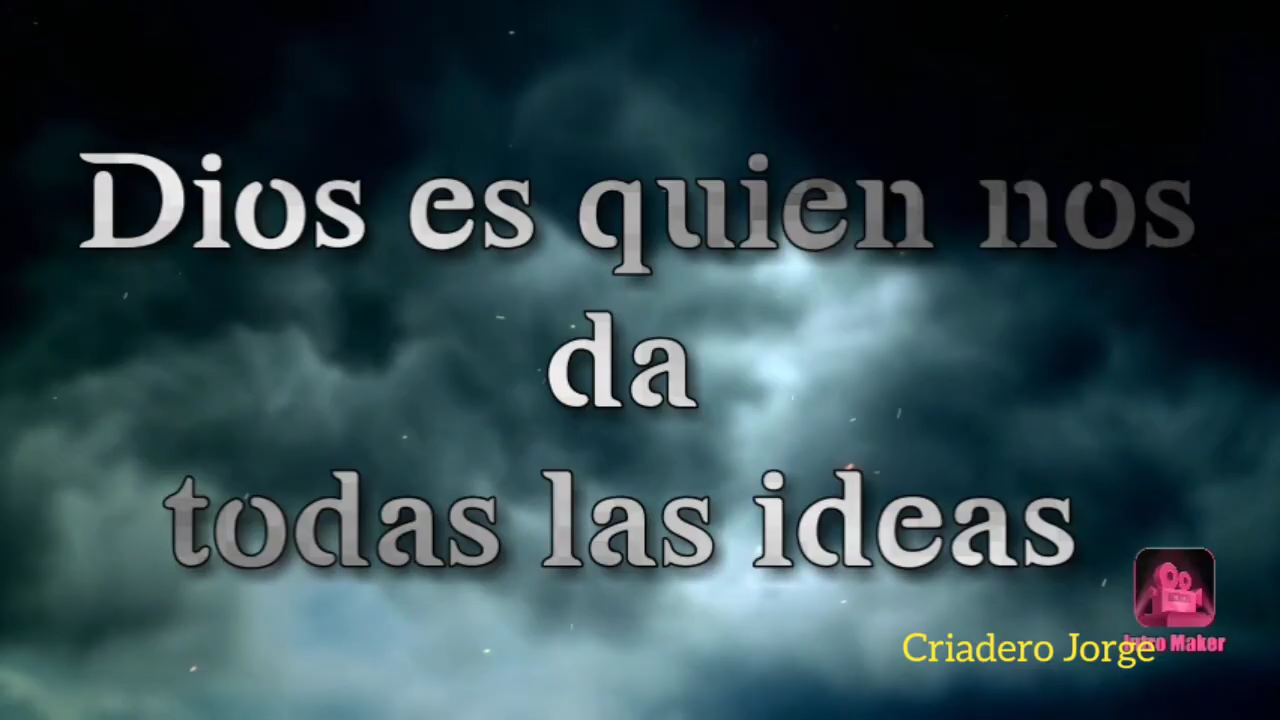 Dios es quien nos
da
todas las ideas
Criadero Jorge
Intro Maker